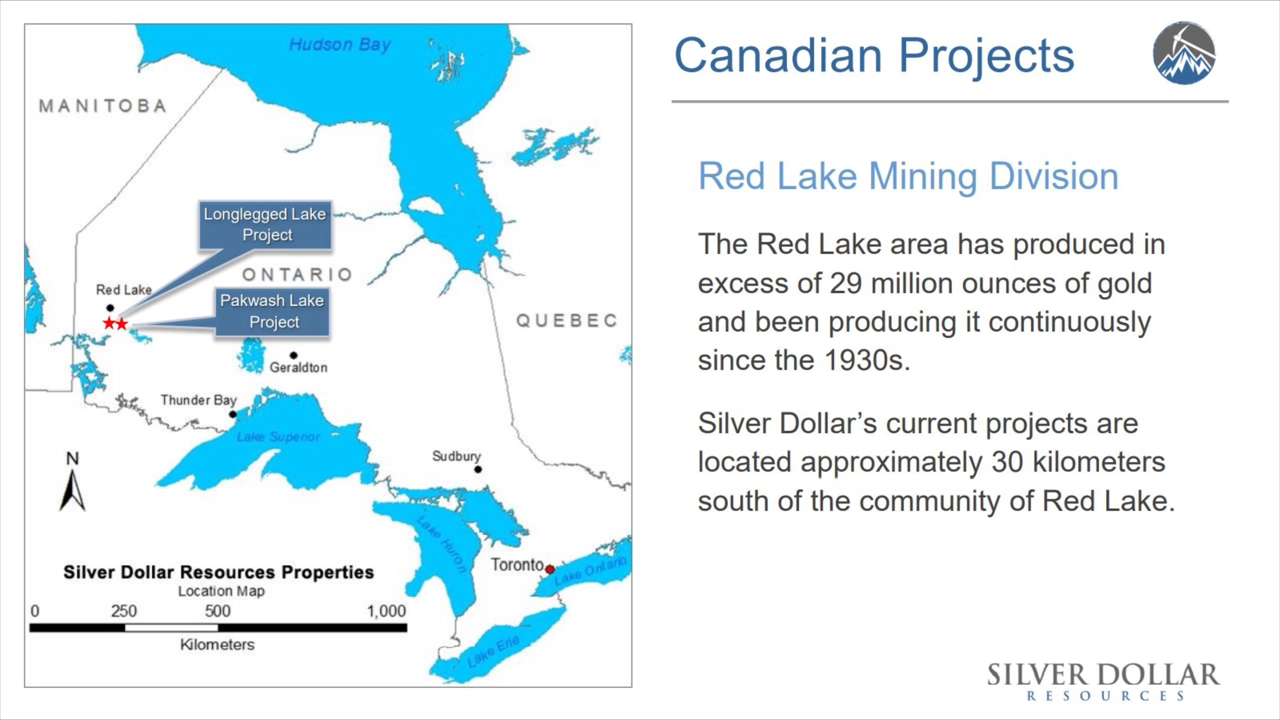 Hudson Bay
MANITOBA
Longlegged Lake
Project
ONTARIO
Red Lake
Pakwash Lake
Project
QUEBEC
Geraldton
Thunder Bay
Lake Superior
Sudbury
N
Lake Huron
Toronto
Lake Ontario
Silver Dollar Resources Properties
Location Map
0 250 500 1,000
Kilometers
Lake Erie
Canadian Projects
Red Lake Mining Division
The Red Lake area has produced in
excess of 29 million ounces of gold
and been producing it continuously
since the 1930s.
Silver Dollar’s current projects are
located approximately 30 kilometers
south of the community of Red Lake.
SILVER DOLLAR
RESOURCES